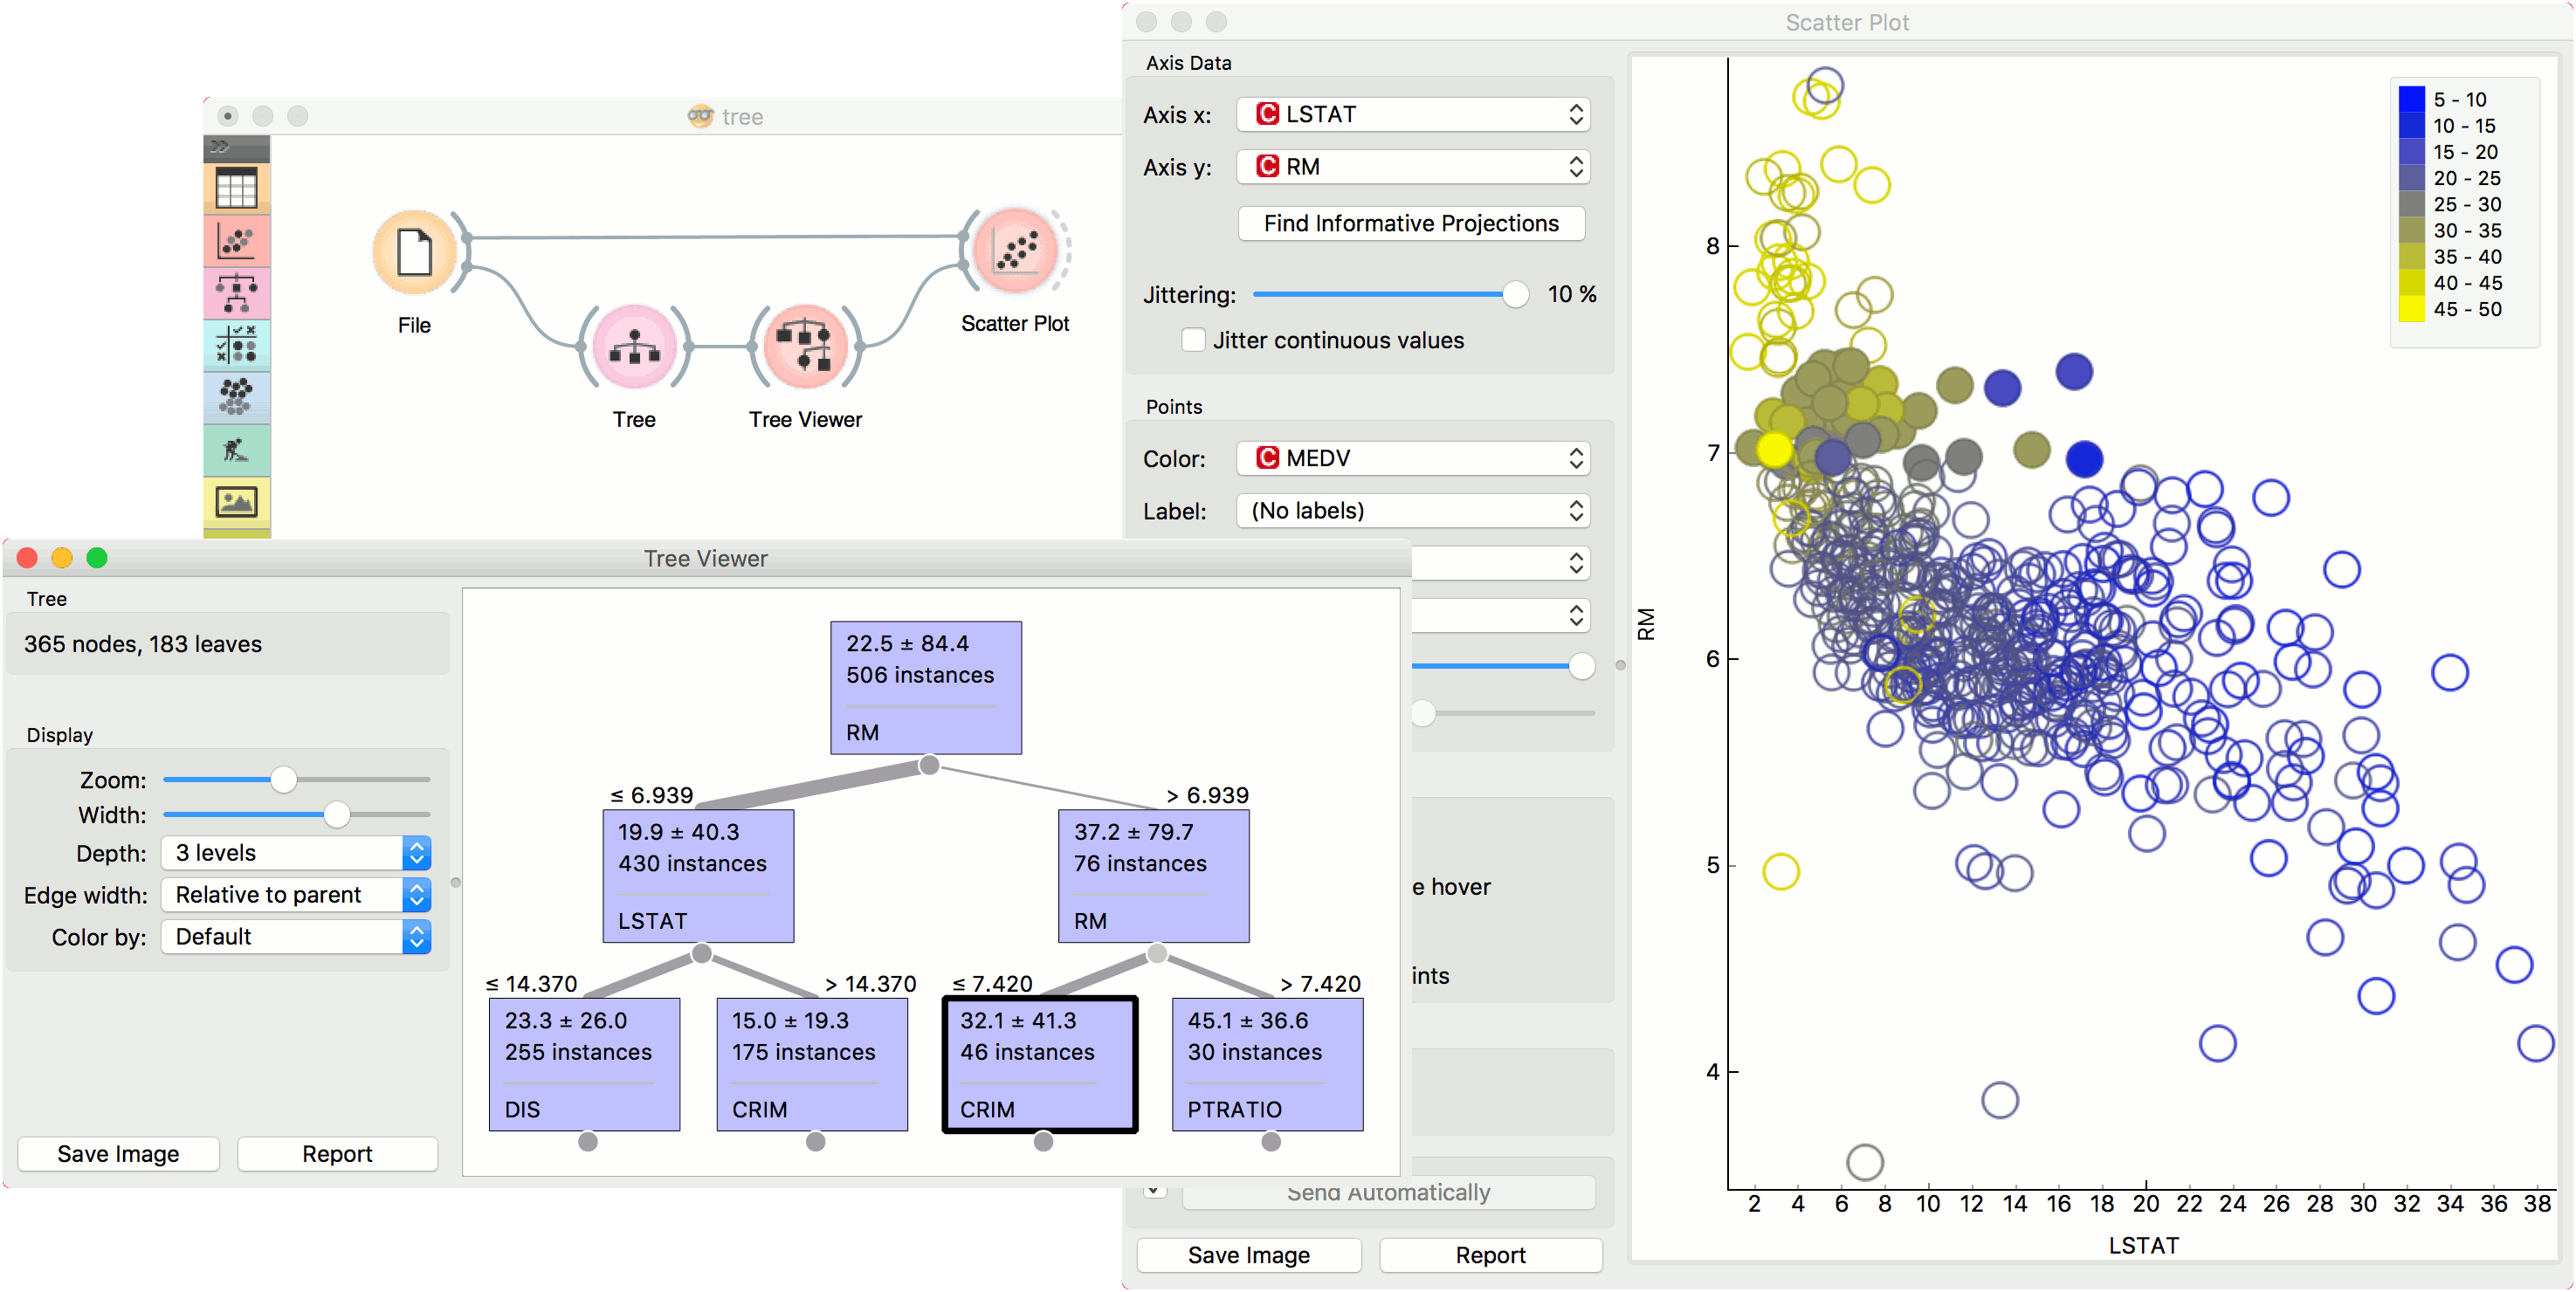 tree
File
Tree
Tree Viewer
Scatter Plot
Scatter Plot
Axis Data
Axis x: C LSTAT
Axis y: C RM
Find Informative Projections
Jittering: 10 %
Jitter continuous values
Points
Color: C MEDV
Label: (No labels)
e hover
ints
Send Automatically
Save Image Report
5 - 10
10 - 15
15 - 20
20 - 25
25 - 30
30 - 35
35 - 40
40 - 45
45 - 50
8
7
6
5
4
RM
2 4 6 8 10 12 14 16 18 20 22 24 26 28 30 32 34 36 38
LSTAT
Tree Viewer
Tree
365 nodes, 183 leaves
Display
Zoom:
Width:
Depth: 3 levels
Edge width: Relative to parent
Color by: Default
Save Image Report
22.5 ± 84.4
506 instances
RM
≤ 6.939 > 6.939
19.9 ± 40.3
430 instances
LSTAT
37.2 ± 79.7
76 instances
RM
≤ 14.370 > 14.370 ≤ 7.420 > 7.420
23.3 ± 26.0
255 instances
DIS
15.0 ± 19.3
175 instances
CRIM
32.1 ± 41.3
46 instances
CRIM
45.1 ± 36.6
30 instances
PTRATIO